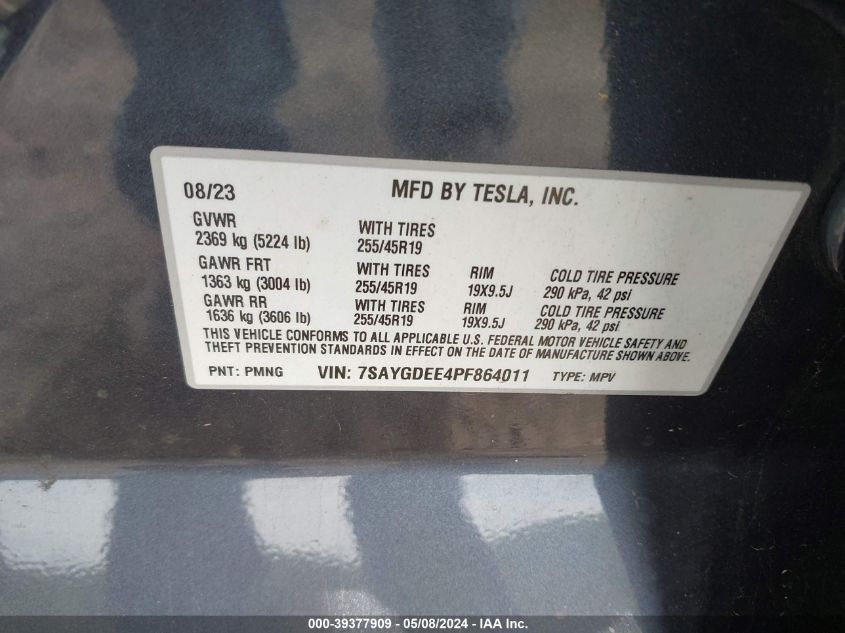 08/23 MFD BY TESLA, INC.
GVWR WITH TIRES
2369 kg (5224 lb) 255/45R19
GAWR FRT WITH TIRES RIM COLD TIRE PRESSURE
1363 kg (3004 lb) 255/45R19 19X9.5J 290 kPa, 42 psi
GAWR RR WITH TIRES RIM COLD TIRE PRESSURE
1636 kg (3606 lb) 255/45R19 19X9.5J 290 kPa, 42 psi
THIS VEHICLE CONFORMS TO ALL APPLICABLE U.S. FEDERAL MOTOR VEHICLE SAFETY AND
THEFT PREVENTION STANDARDS IN EFFECT ON THE DATE OF MANUFACTURE SHOWN ABOVE.
PNT: PMNG VIN: 7SAYGDEE4PF864011 TYPE: MPV
000-39377909 - 05/08/2024 - IAA Inc.